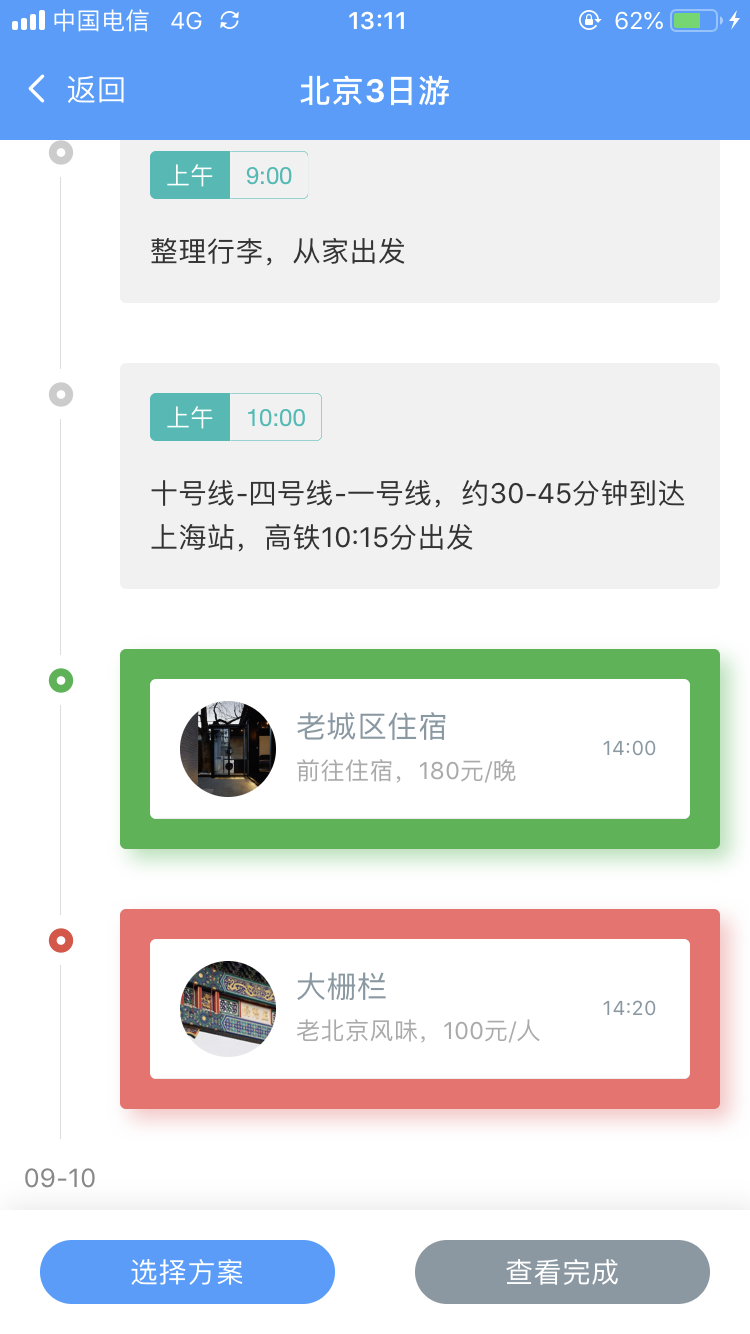 中国电信 4G 13:11 62%
返回 北京3日游
上午 9:00
整理行李，从家出发
上午 10:00
十号线-四号线-一号线，约30-45分钟到达
上海站，高铁10:15分出发
老城区住宿
前往住宿，180元/晚
14:00
大栅栏
老北京风味，100元/人
14:20
09-10
选择方案 查看完成